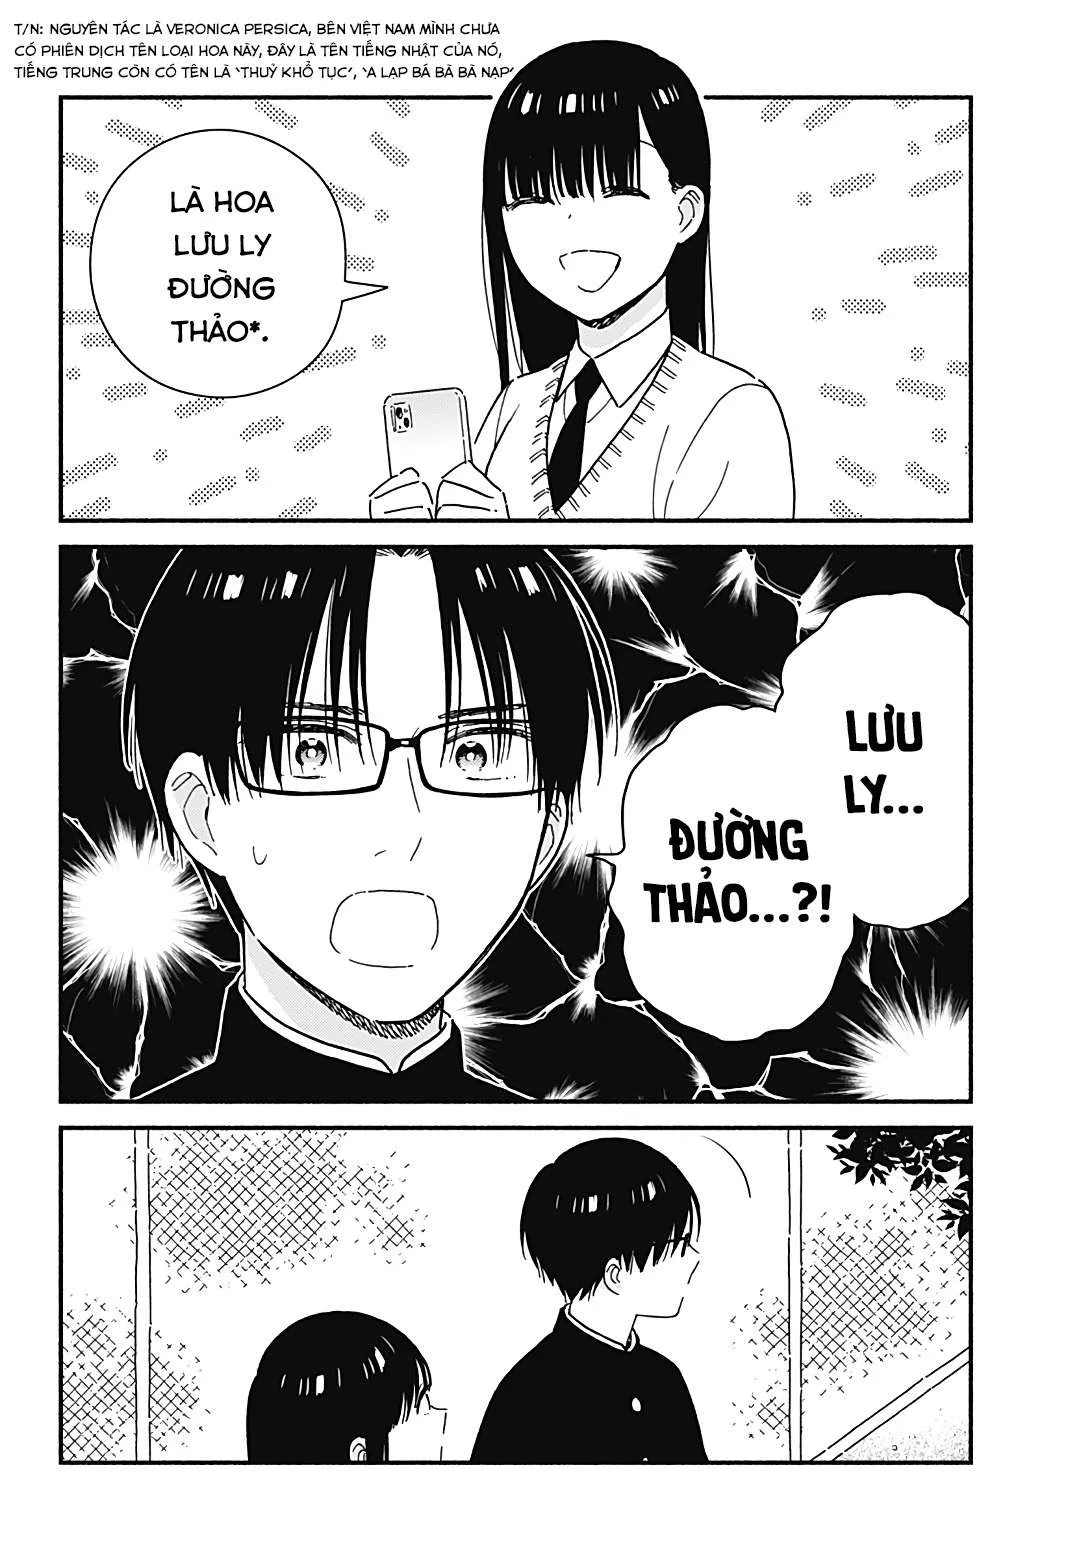 T/N: NGUYÊN TÁC LÀ VERONICA PERSICA, BÊN VIỆT NAM MÌNH CHƯA
CÓ PHIÊN DỊCH TÊN LOẠI HOA NÀY, ĐÂY LÀ TÊN TIẾNG NHẬT CỦA NÓ,
TIẾNG TRUNG CÒN CÓ TÊN LÀ 'THUỶ KHỔ TỤC', 'A LẠP BÁ BÀ BÀ NẠP'
LÀ HOA
LƯU LY
ĐƯỜNG
THẢO*.
LƯU
LY...
ĐƯỜNG
THẢO...?!